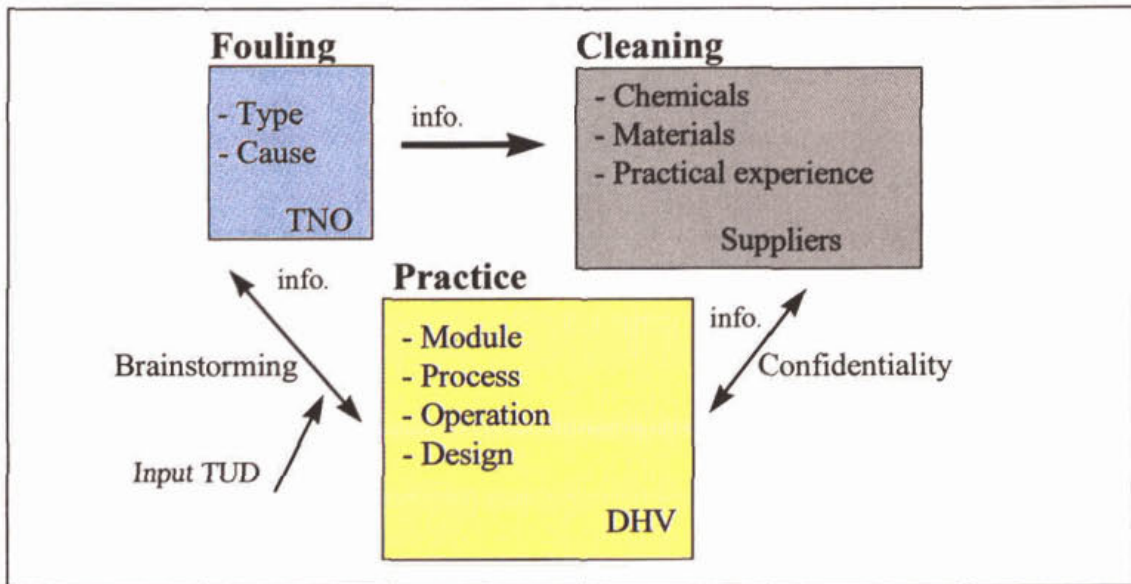 Fouling
- Type
- Cause
TNO
info.
Cleaning
- Chemicals
- Materials
- Practical experience
Suppliers
info.
Brainstorming
Input TUD
Practice
- Module
- Process
- Operation
- Design
DHV
info.
Confidentiality